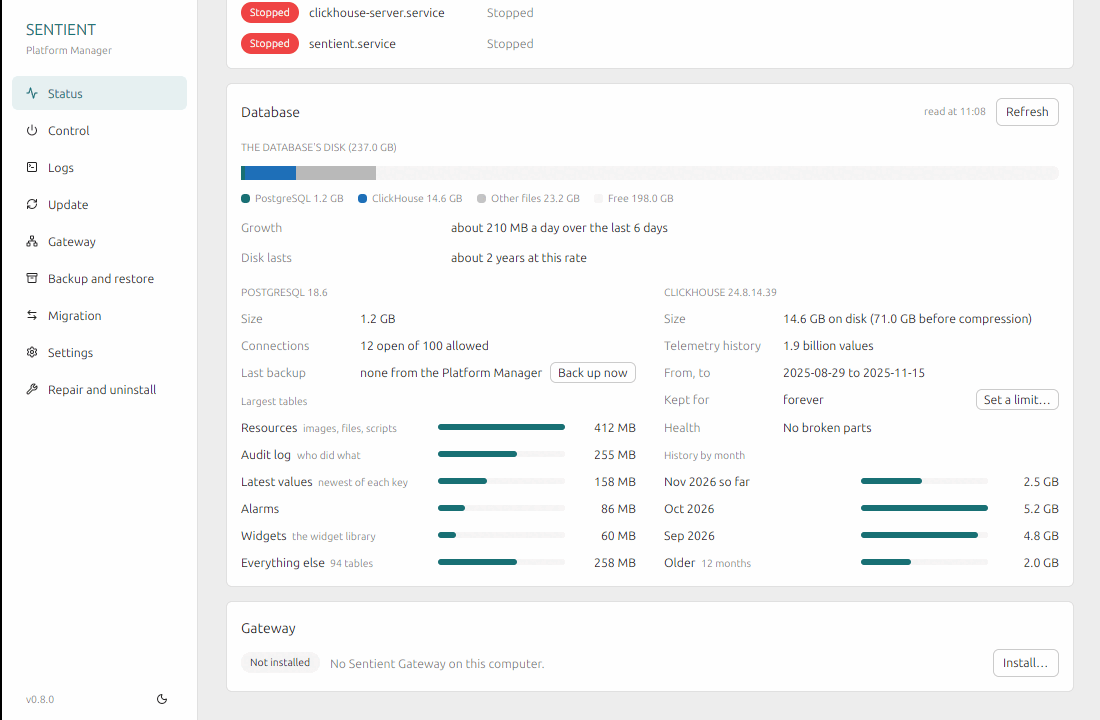 SENTIENT
Platform Manager
Status
Control
Logs
Update
Gateway
Backup and restore
Migration
Settings
Repair and uninstall
v0.8.0
Stopped clickhouse-server.service Stopped
Stopped sentient.service Stopped
Database read at 11:08 Refresh
THE DATABASE'S DISK (237.0 GB)
PostgreSQL 1.2 GB ClickHouse 14.6 GB Other files 23.2 GB Free 198.0 GB
Growth about 210 MB a day over the last 6 days
Disk lasts about 2 years at this rate
POSTGRESQL 18.6
Size 1.2 GB
Connections 12 open of 100 allowed
Last backup none from the Platform Manager Back up now
Largest tables
Resources images, files, scripts 412 MB
Audit log who did what 255 MB
Latest values newest of each key 158 MB
Alarms 86 MB
Widgets the widget library 60 MB
Everything else 94 tables 258 MB
CLICKHOUSE 24.8.14.39
Size 14.6 GB on disk (71.0 GB before compression)
Telemetry history 1.9 billion values
From, to 2025-08-29 to 2025-11-15
Kept for forever Set a limit...
Health No broken parts
History by month
Nov 2026 so far 2.5 GB
Oct 2026 5.2 GB
Sep 2026 4.8 GB
Older 12 months 2.0 GB
Gateway
Not installed No Sentient Gateway on this computer. Install...